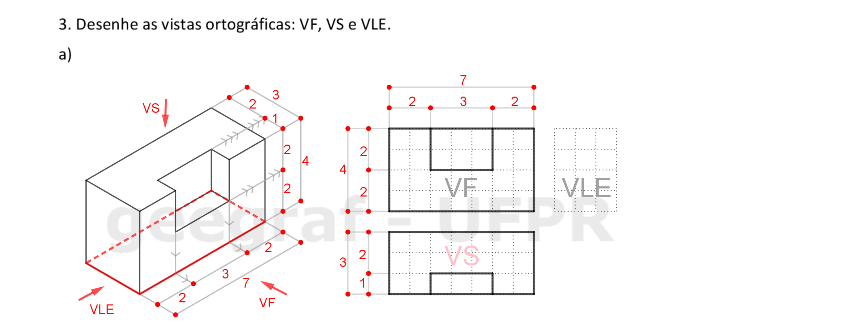 3. Desenhe as vistas ortográficas: VF, VS e VLE.
a)
VS
3
2
1
2
4
2
2
3
7
2
VLE
VF
7
2 3 2
4
2
2
VF
VLE
3
2
1
VS
geegraf - UFPR